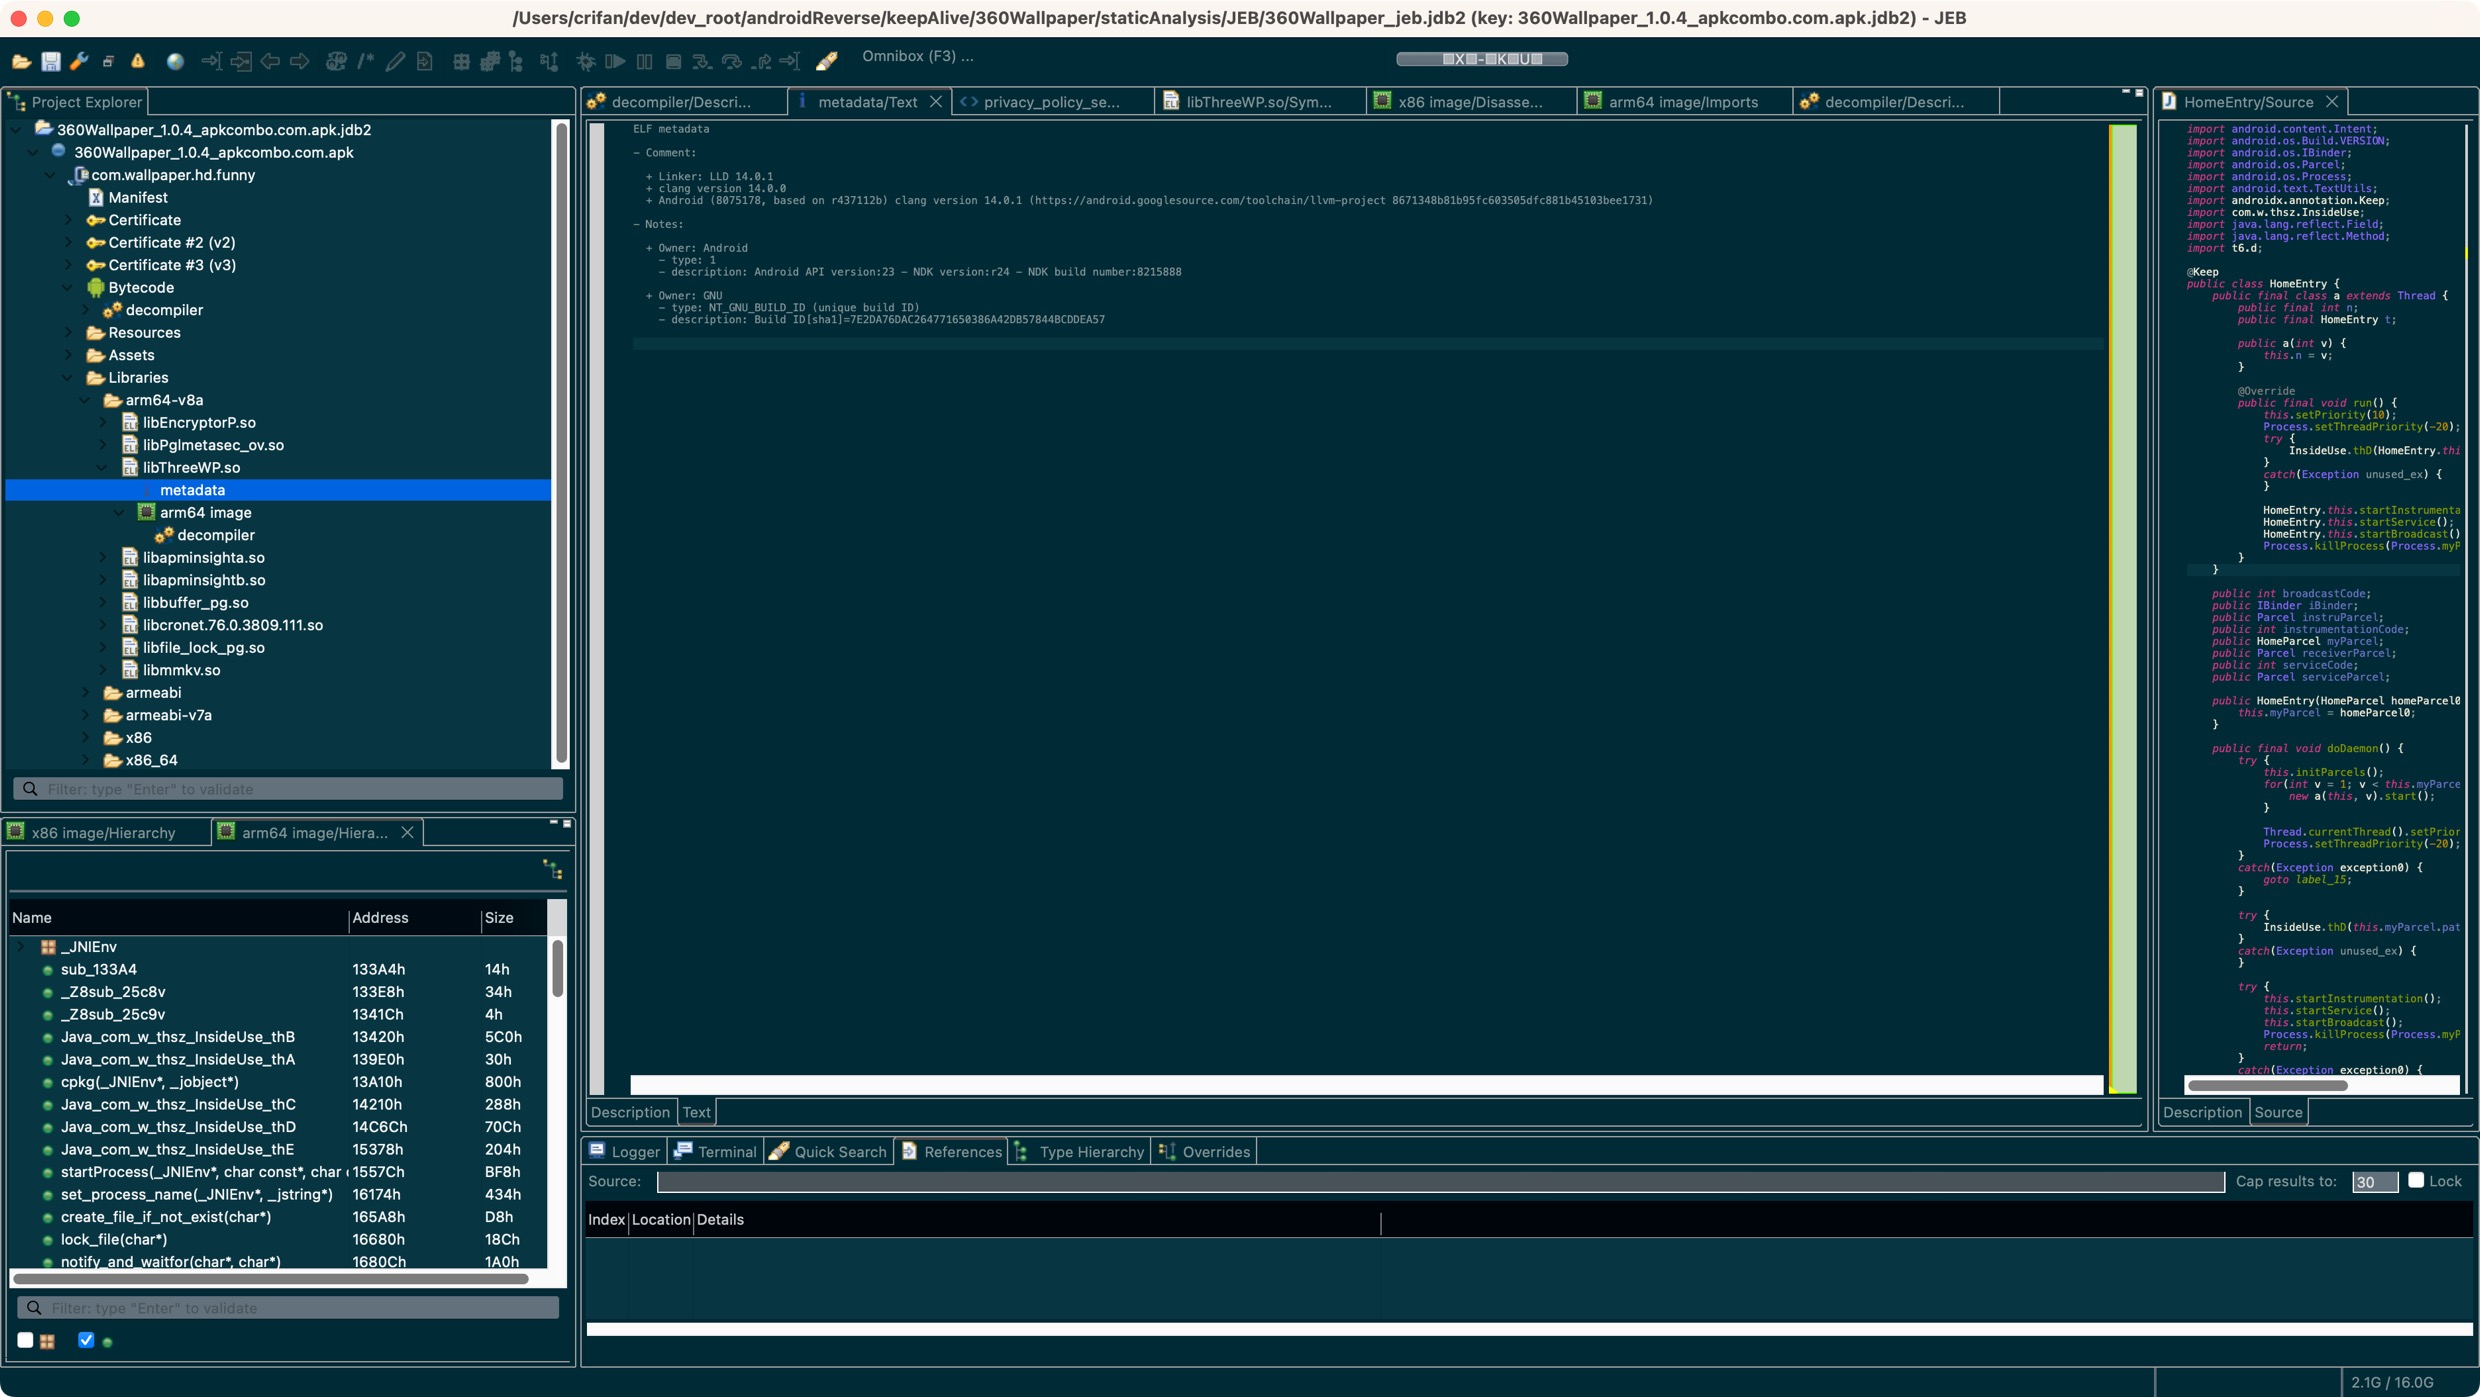 /Users/crifan/dev/dev_root/androidReverse/keepAlive/360Wallpaper/staticAnalysis/JEB/360Wallpaper_jeb.jdb2 (key: 360Wallpaper_1.0.4_apkcombo.com.apk.jdb2) - JEB
Omnibox (F3) ...
Project Explorer
360Wallpaper_1.0.4_apkcombo.com.apk.jdb2
360Wallpaper_1.0.4_apkcombo.com.apk
com.wallpaper.hd.funny
Manifest
Certificate
Certificate #2 (v2)
Certificate #3 (v3)
Bytecode
decompiler
Resources
Assets
Libraries
arm64-v8a
libEncryptorP.so
libPglmetasec_ov.so
libThreeWP.so
metadata
arm64 image
decompiler
libapminsighta.so
libapminsightb.so
libbuffer_pg.so
libcronet.76.0.3809.111.so
libfile_lock_pg.so
libmmkv.so
armeabi
armeabi-v7a
x86
x86_64
Filter: type "Enter" to validate
x86 image/Hierarchy
arm64 image/Hiera...
Name Address Size
_JNIEnv
sub_133A4 133A4h 14h
_Z8sub_25c8v 133E8h 34h
_Z8sub_25c9v 1341Ch 4h
Java_com_w_thsz_InsideUse_thB 13420h 5C0h
Java_com_w_thsz_InsideUse_thA 139E0h 30h
cpkg(_JNIEnv*, _jobject*) 13A10h 800h
Java_com_w_thsz_InsideUse_thC 14210h 288h
Java_com_w_thsz_InsideUse_thD 14C6Ch 70Ch
Java_com_w_thsz_InsideUse_thE 15378h 204h
startProcess(_JNIEnv*, char const*, char c 1557Ch BF8h
set_process_name(_JNIEnv*, _jstring*) 16174h 434h
create_file_if_not_exist(char*) 165A8h D8h
lock_file(char*) 16680h 18Ch
notify_and_waitfor(char*, char*) 1680Ch 1A0h
Filter: type "Enter" to validate
decompiler/Descri...
metadata/Text
privacy_policy_se...
libThreeWP.so/Sym...
x86 image/Disasse...
arm64 image/Imports
decompiler/Descri...
ELF metadata
- Comment:
+ Linker: LLD 14.0.1
+ clang version 14.0.0
+ Android (8075178, based on r437112b) clang version 14.0.1 (https://android.googlesource.com/toolchain/llvm-project 8671348b81b95fc603505dfc881b45103bee1731)
- Notes:
+ Owner: Android
- type: 1
- description: Android API version:23 - NDK version:r24 - NDK build number:8215888
+ Owner: GNU
- type: NT_GNU_BUILD_ID (unique build ID)
- description: Build ID[sha1]=7E2DA76DAC264771650386A42DB57844BCDDEA57
Description Text
Logger
Terminal
Quick Search
References
Type Hierarchy
Overrides
Source:
Cap results to: 30 Lock
Index Location Details
HomeEntry/Source
import android.content.Intent;
import android.os.Build.VERSION;
import android.os.IBinder;
import android.os.Parcel;
import android.os.Process;
import android.text.TextUtils;
import androidx.annotation.Keep;
import com.w.thsz.InsideUse;
import java.lang.reflect.Field;
import java.lang.reflect.Method;
import t6.d;
@Keep
public class HomeEntry {
public final class a extends Thread {
public final int n;
public final HomeEntry t;
public a(int v) {
this.n = v;
}
@Override
public final void run() {
this.setPriority(10);
Process.setThreadPriority(-20);
try {
InsideUse.thD(HomeEntry.thi
}
catch(Exception unused_ex) {
}
HomeEntry.this.startInstrumenta
HomeEntry.this.startService();
HomeEntry.this.startBroadcast()
Process.killProcess(Process.myP
}
}
public int broadcastCode;
public IBinder iBinder;
public Parcel instruParcel;
public int instrumentationCode;
public HomeParcel myParcel;
public Parcel receiverParcel;
public int serviceCode;
public Parcel serviceParcel;
public HomeEntry(HomeParcel homeParcel0
this.myParcel = homeParcel0;
}
public final void doDaemon() {
try {
this.initParcels();
for(int v = 1; v < this.myParce
new a(this, v).start();
}
Thread.currentThread().setPrior
Process.setThreadPriority(-20);
}
catch(Exception exception0) {
goto label_15;
}
try {
InsideUse.thD(this.myParcel.pat
}
catch(Exception unused_ex) {
}
try {
this.startInstrumentation();
this.startService();
this.startBroadcast();
Process.killProcess(Process.myP
return;
}
catch(Exception exception0) {
Description Source
2.1G / 16.0G